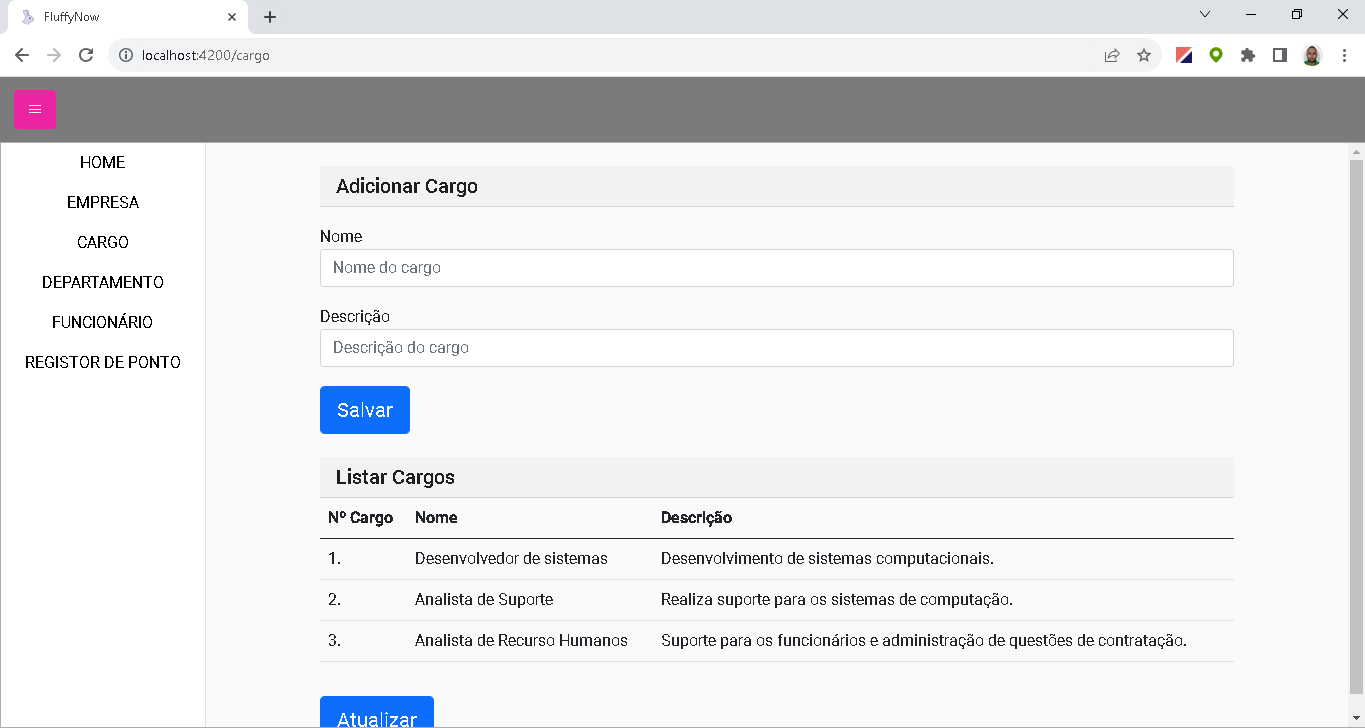 FluffyNow
localhost:4200/cargo
HOME
EMPRESA
CARGO
DEPARTAMENTO
FUNCIONÁRIO
REGISTOR DE PONTO
Adicionar Cargo
Nome
Nome do cargo
Descrição
Descrição do cargo
Salvar
Listar Cargos
Nº Cargo Nome Descrição
1. Desenvolvedor de sistemas Desenvolvimento de sistemas computacionais.
2. Analista de Suporte Realiza suporte para os sistemas de computação.
3. Analista de Recurso Humanos Suporte para os funcionários e administração de questões de contratação.
Atualizar